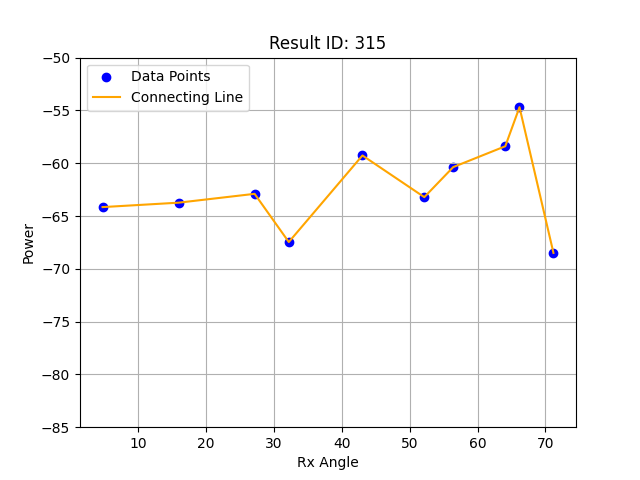 Result ID: 315
Data Points
Connecting Line
Power
−50
−55
−60
−65
−70
−75
−80
−85
10 20 30 40 50 60 70
Rx Angle